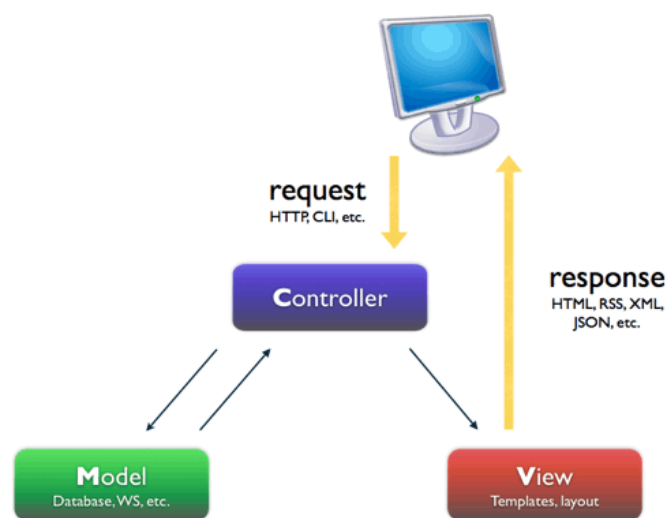 request
HTTP, CLI, etc.
Controller
response
HTML, RSS, XML,
JSON, etc.
Model
Database, WS, etc.
View
Templates, layout